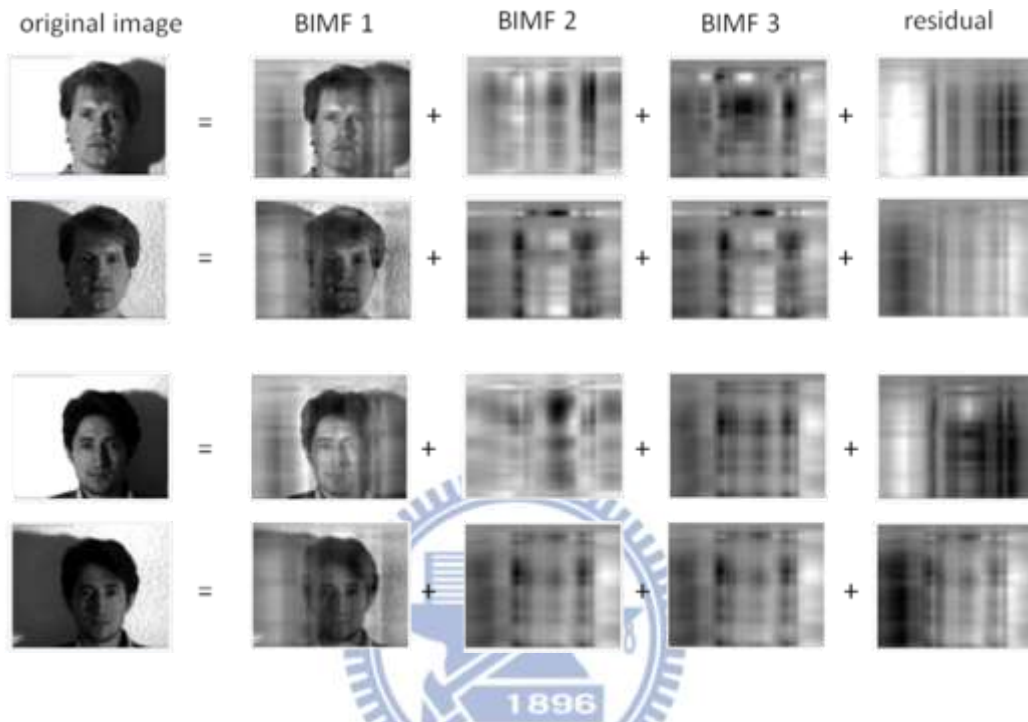 original image BIMF 1 BIMF 2 BIMF 3 residual
= + + +
= + + +
= + + +
= + + +
1896